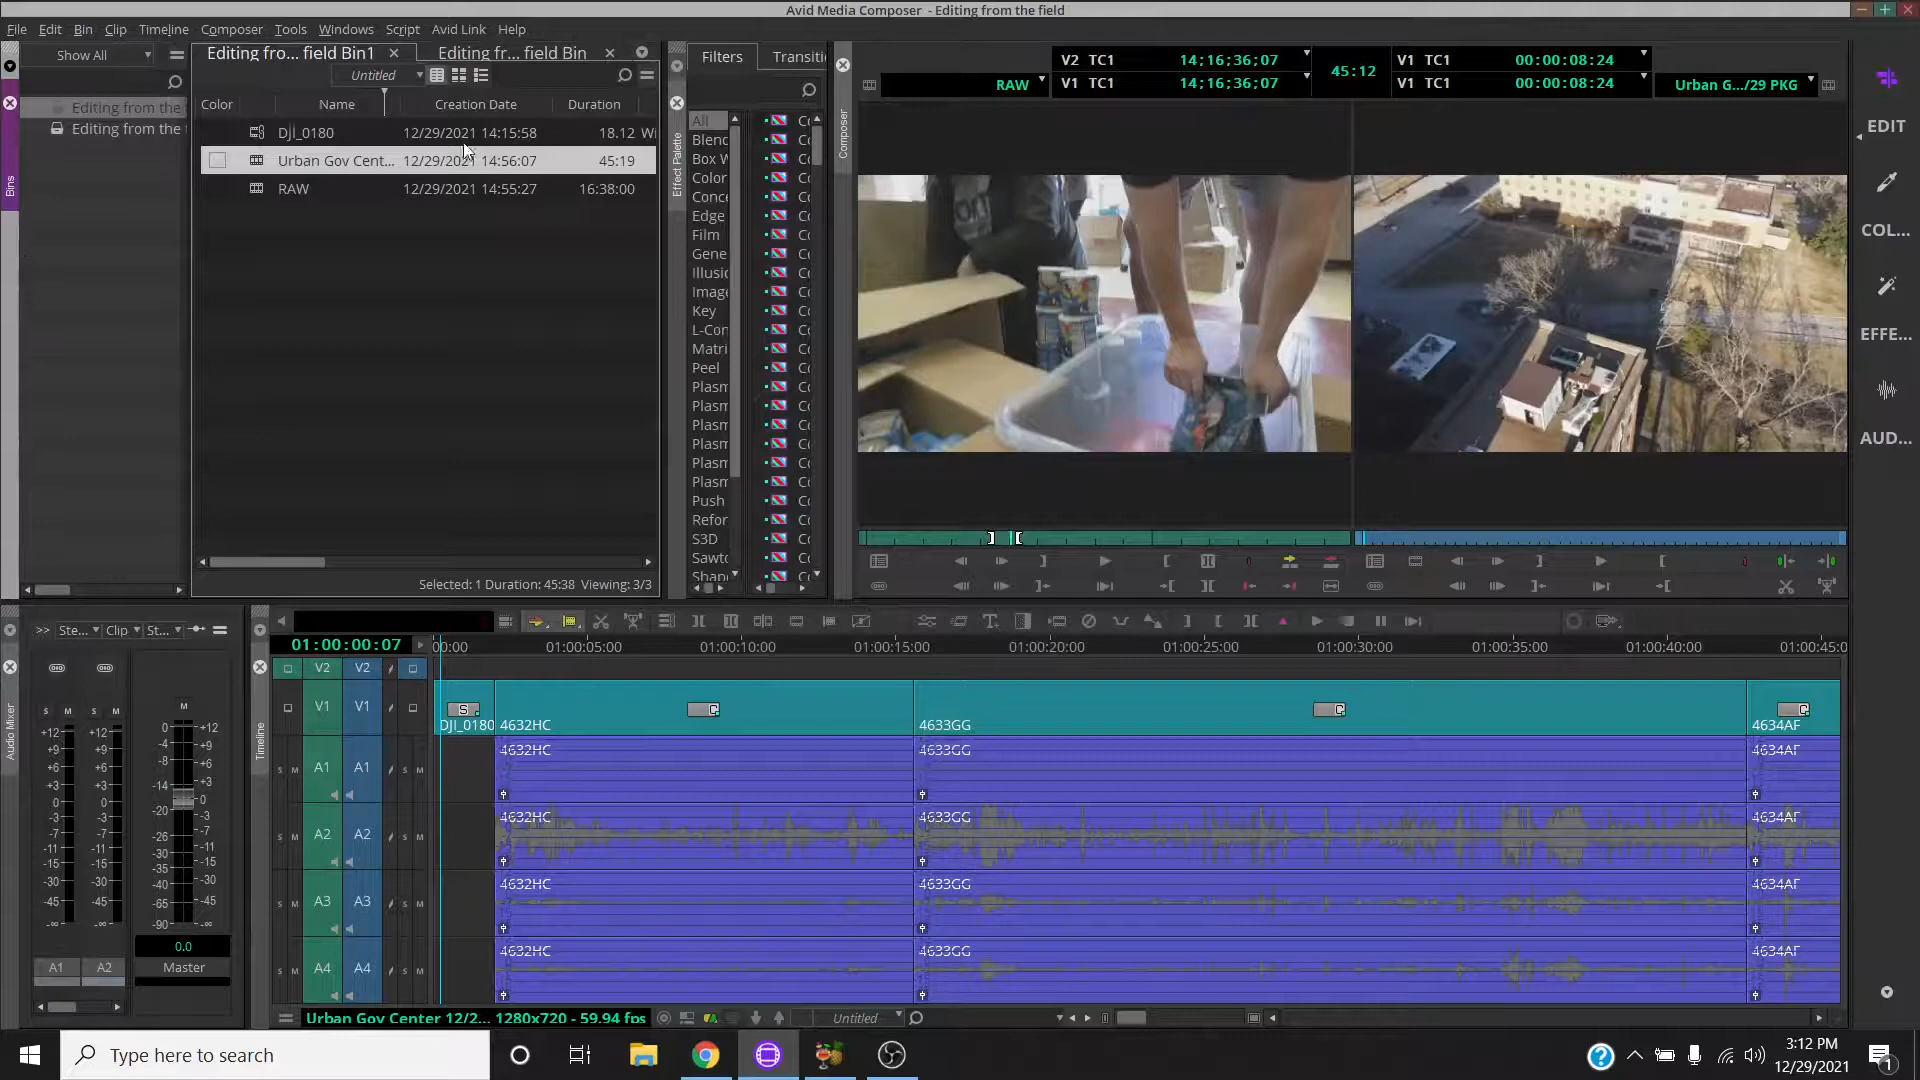 Avid Media Composer - Editing from the field
File Edit Bin Clip Timeline Composer Tools Windows Script Avid Link Help
Show All
Editing from the
Editing from the
Bins
Editing fro... field Bin1
Editing fr... field Bin
Untitled
Color Name Creation Date Duration
DjI_0180 12/29/2021 14:15:58 18.12 Wi
Urban Gov Cent... 12/29/2021 14:56:07 45:19
RAW 12/29/2021 14:55:27 16:38:00
Selected: 1 Duration: 45:38 Viewing: 3/3
Effect Palette
Filters Transiti
All
Blenc
Box W
Color
Conce
Edge
Film
Gene
Illusic
Image
Key
L-Con
Matri
Peel
Plasm
Plasm
Plasm
Plasm
Plasm
Plasm
Push
Refor
S3D
Sawto
Shap
Composer
RAW
V2 TC1 14;16;36;07
V1 TC1 14;16;36;07
45:12
V1 TC1 00:00:08:24
V1 TC1 00:00:08:24
Urban G.../29 PKG
EDIT
COL...
EFFE...
AUD...
Audio Mixer
>> Ste... Clip St...
S M S M M
+12 +12 0 +12
+9 +9 -4 +9
+6 +6 -8 +6
+3 +3 -14 +3
0 0 -20 0
-3 -3 -3
-7 -7 -26 -7
-11 -11 -30 -11
-15 -15 -35 -15
-30 -30 -40 -30
-45 -45 -65 -45
-∞ -∞ -90 -∞
0.0
A1 A2 Master
Timeline
01:00:00:07
00:00 01:00:05:00 01:00:10:00 01:00:15:00 01:00:20:00 01:00:25:00 01:00:30:00 01:00:35:00 01:00:40:00 01:00:45:0
V2 V2
V1 V1 S C C C
DJI_0180 4632HC 4633GG 4634AF
4632HC 4633GG 4634AF
S M A1 A1 S M
4632HC 4633GG 4634AF
S M A2 A2 S M
4632HC 4633GG 4634AF
S M A3 A3 S M
4632HC 4633GG 4634AF
S M A4 A4 S M
Urban Gov Center 12/2... 1280x720 - 59.94 fps
Untitled
Type here to search
3:12 PM
12/29/2021
1